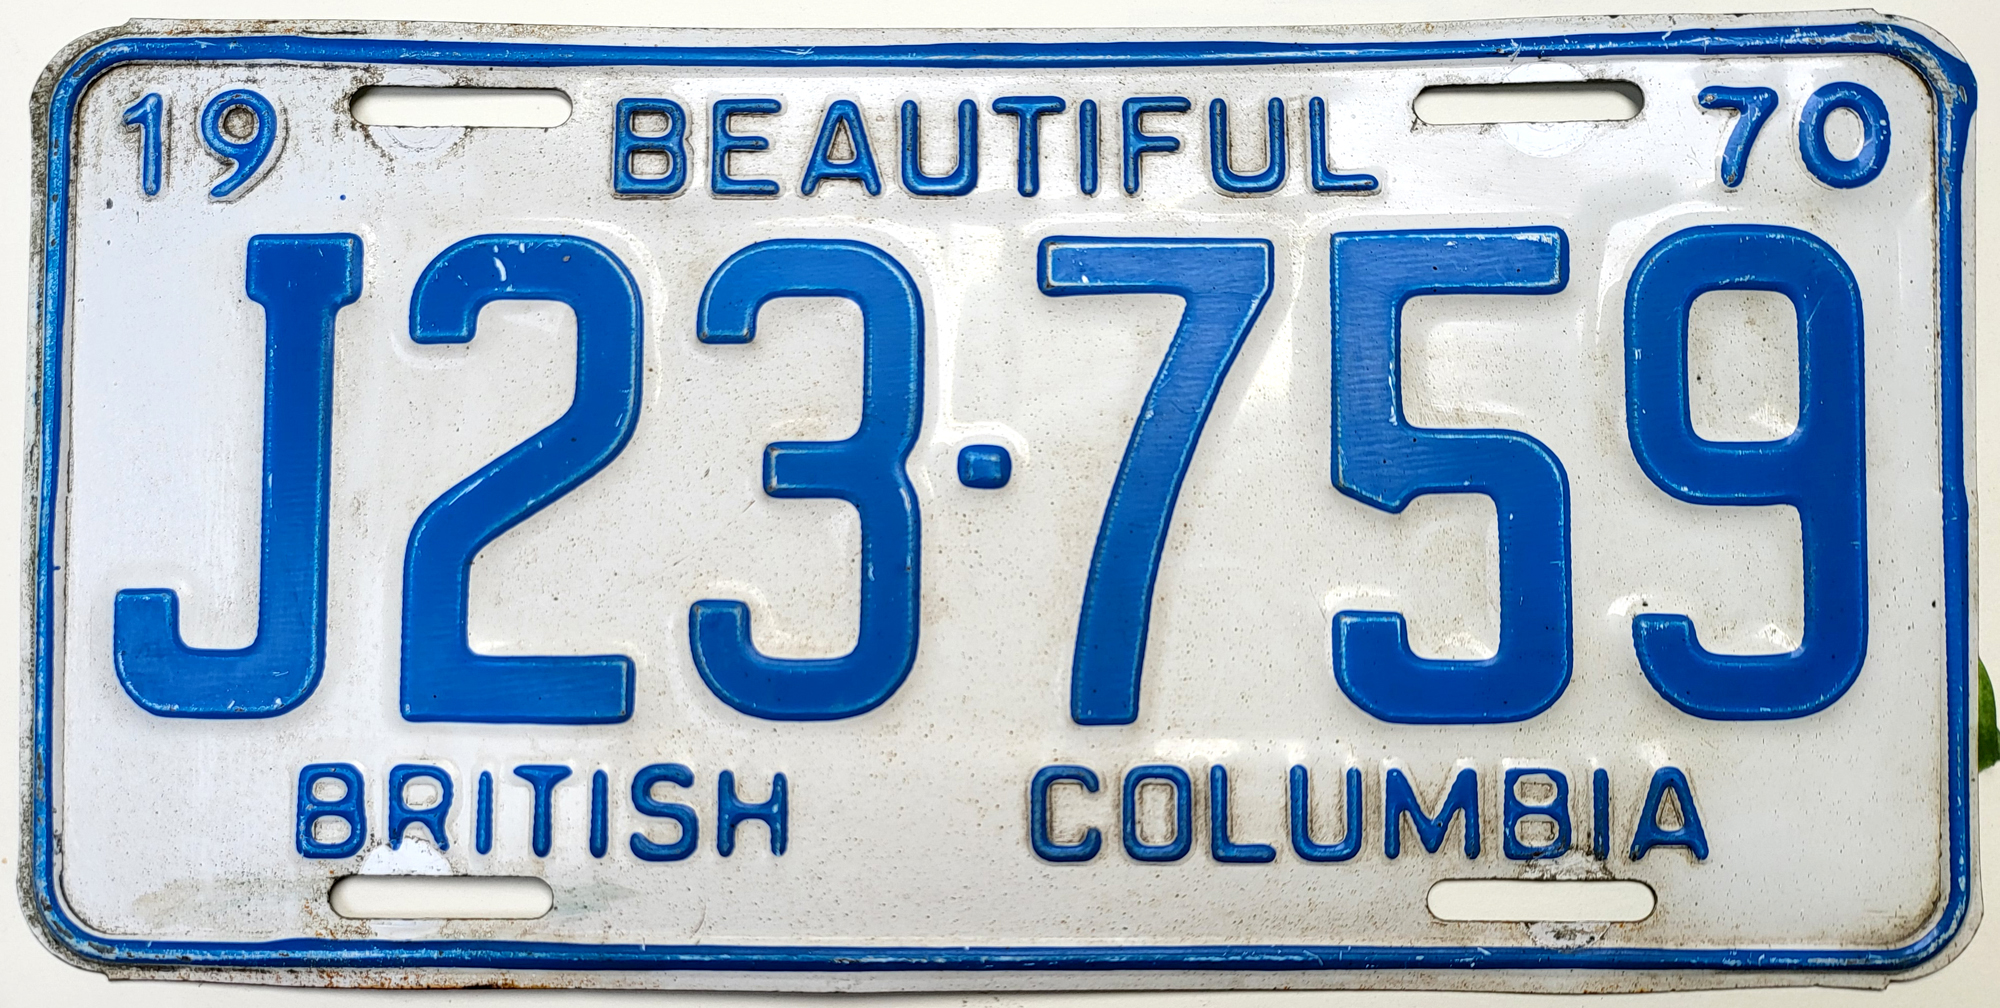 19 BEAUTIFUL 70
J23·759
BRITISH COLUMBIA